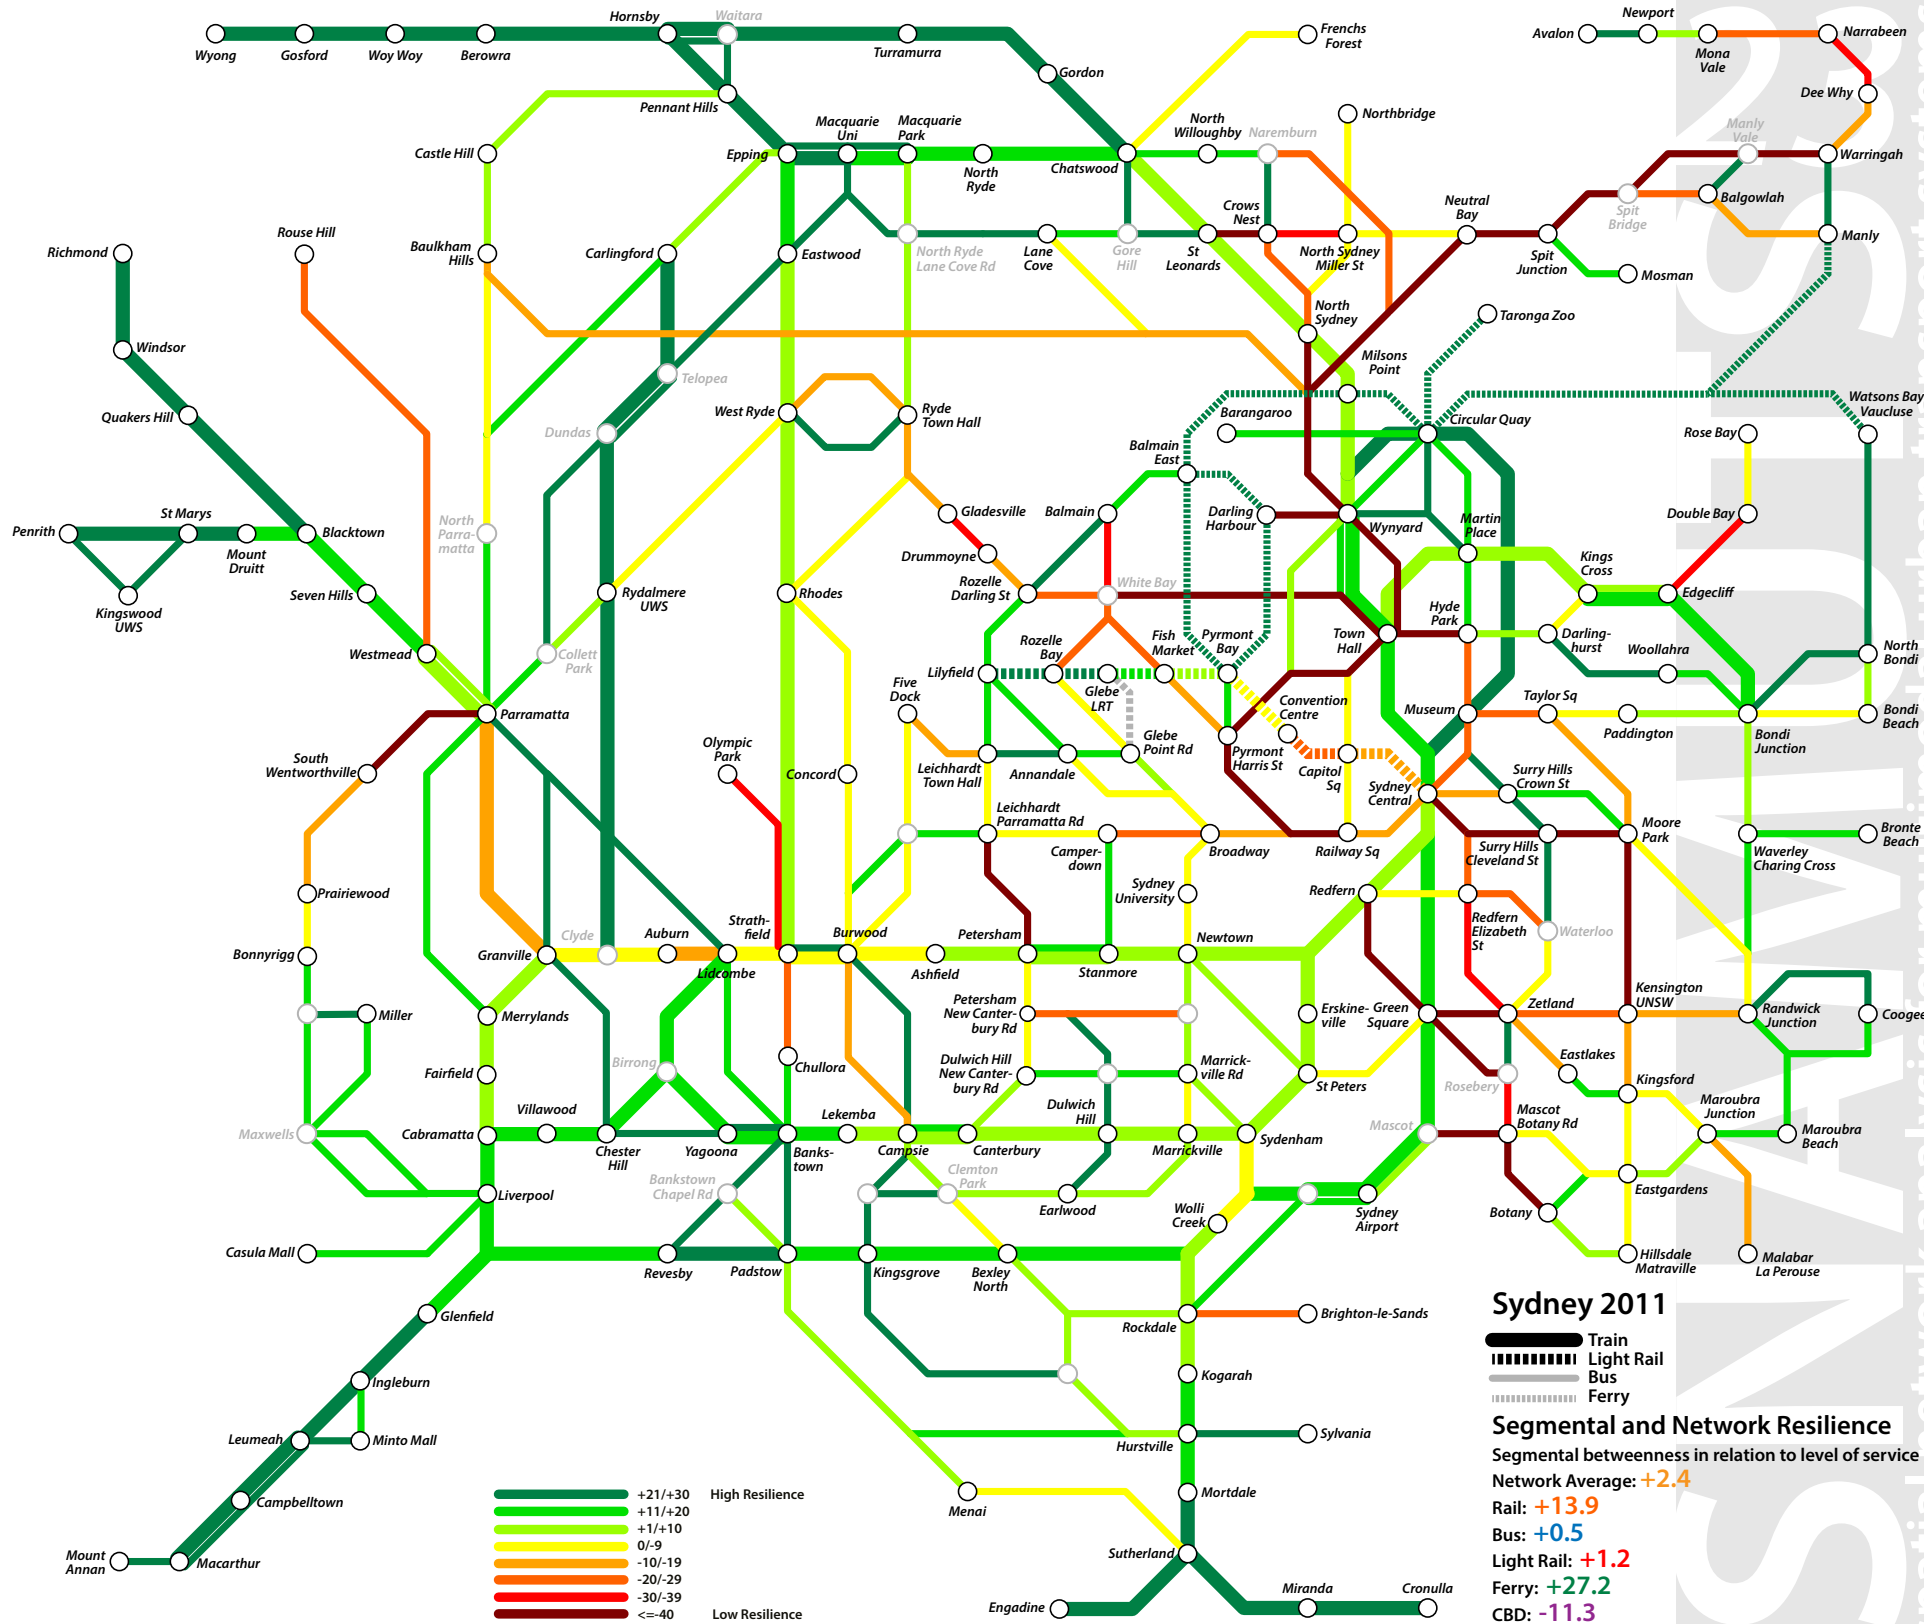 Hornsby
Waitara
Wyong
Gosford
Woy Woy
Berowra
Turramurra
Gordon
Frenchs
Forest
Avalon
Newport
Mona
Vale
Narrabeen
Dee Why
Pennant Hills
Castle Hill
Epping
Macquarie
Uni
Macquarie
Park
North
Ryde
Chatswood
North
Willoughby
Naremburn
Northbridge
Manly
Vale
Warringah
Balgowlah
Spit
Bridge
Manly
Neutral
Bay
Spit
Junction
Mosman
Crows
Nest
North Sydney
Miller St
St
Leonards
Gore
Hill
Lane
Cove
North Ryde
Lane Cove Rd
Eastwood
Carlingford
Baulkham
Hills
Rouse Hill
Richmond
Windsor
Quakers Hill
Telopea
Dundas
West Ryde
Ryde
Town Hall
North
Sydney
Milsons
Point
Taronga Zoo
Barangaroo
Circular Quay
Rose Bay
Watsons Bay
Vaucluse
Balmain
East
Darling
Harbour
Wynyard
Martin
Place
Double Bay
Penrith
St Marys
Mount
Druitt
Blacktown
Kingswood
UWS
Seven Hills
Westmead
North
Parra-
matta
Rydalmere
UWS
Collett
Park
Parramatta
Rhodes
Gladesville
Drummoyne
Balmain
Rozelle
Darling St
White Bay
Rozelle
Bay
Fish
Market
Pyrmont
Bay
Town
Hall
Hyde
Park
Kings
Cross
Edgecliff
Darling-
hurst
Woollahra
North
Bondi
Lilyfield
Glebe
LRT
Convention
Centre
Museum
Taylor Sq
Paddington
Bondi
Junction
Bondi
Beach
Five
Dock
South
Wentworthville
Olympic
Park
Concord
Leichhardt
Town Hall
Annandale
Glebe
Point Rd
Pyrmont
Harris St
Capitol
Sq
Sydney
Central
Surry Hills
Crown St
Leichhardt
Parramatta Rd
Camper-
down
Broadway
Railway Sq
Surry Hills
Cleveland St
Moore
Park
Waverley
Charing Cross
Bronte
Beach
Prairiewood
Bonnyrigg
Miller
Maxwells
Granville
Clyde
Auburn
Lidcombe
Strath-
field
Burwood
Ashfield
Petersham
Stanmore
Newtown
Sydney
University
Redfern
Redfern
Elizabeth
St
Waterloo
Merrylands
Fairfield
Birrong
Chullora
Petersham
New Canter-
bury Rd
Dulwich Hill
New Canter-
bury Rd
Dulwich
Hill
Marrick-
ville Rd
Erskine-
ville
Green
Square
Zetland
Kensington
UNSW
Randwick
Junction
Coogee
St Peters
Rosebery
Eastlakes
Kingsford
Maroubra
Junction
Maroubra
Beach
Cabramatta
Villawood
Chester
Hill
Yagoona
Banks-
town
Lekemba
Campsie
Canterbury
Marrickville
Sydenham
Mascot
Mascot
Botany Rd
Bankstown
Chapel Rd
Clemton
Park
Earlwood
Wolli
Creek
Sydney
Airport
Botany
Eastgardens
Hillsdale
Matraville
Malabar
La Perouse
Liverpool
Casula Mall
Revesby
Padstow
Kingsgrove
Bexley
North
Glenfield
Rockdale
Brighton-le-Sands
Kogarah
Ingleburn
Leumeah
Minto Mall
Hurstville
Sylvania
Campbelltown
Menai
Mortdale
Mount
Annan
Macarthur
Sutherland
Engadine
Miranda
Cronulla
+21/+30 High Resilience
+11/+20
+1/+10
0/-9
-10/-19
-20/-29
-30/-39
<=-40 Low Resilience
Sydney 2011
Train
Light Rail
Bus
Ferry
Segmental and Network Resilience
Segmental betweenness in relation to level of service
Network Average: +2.4
Rail: +13.9
Bus: +0.5
Light Rail: +1.2
Ferry: +27.2
CBD: -11.3
SNAMUTS 23